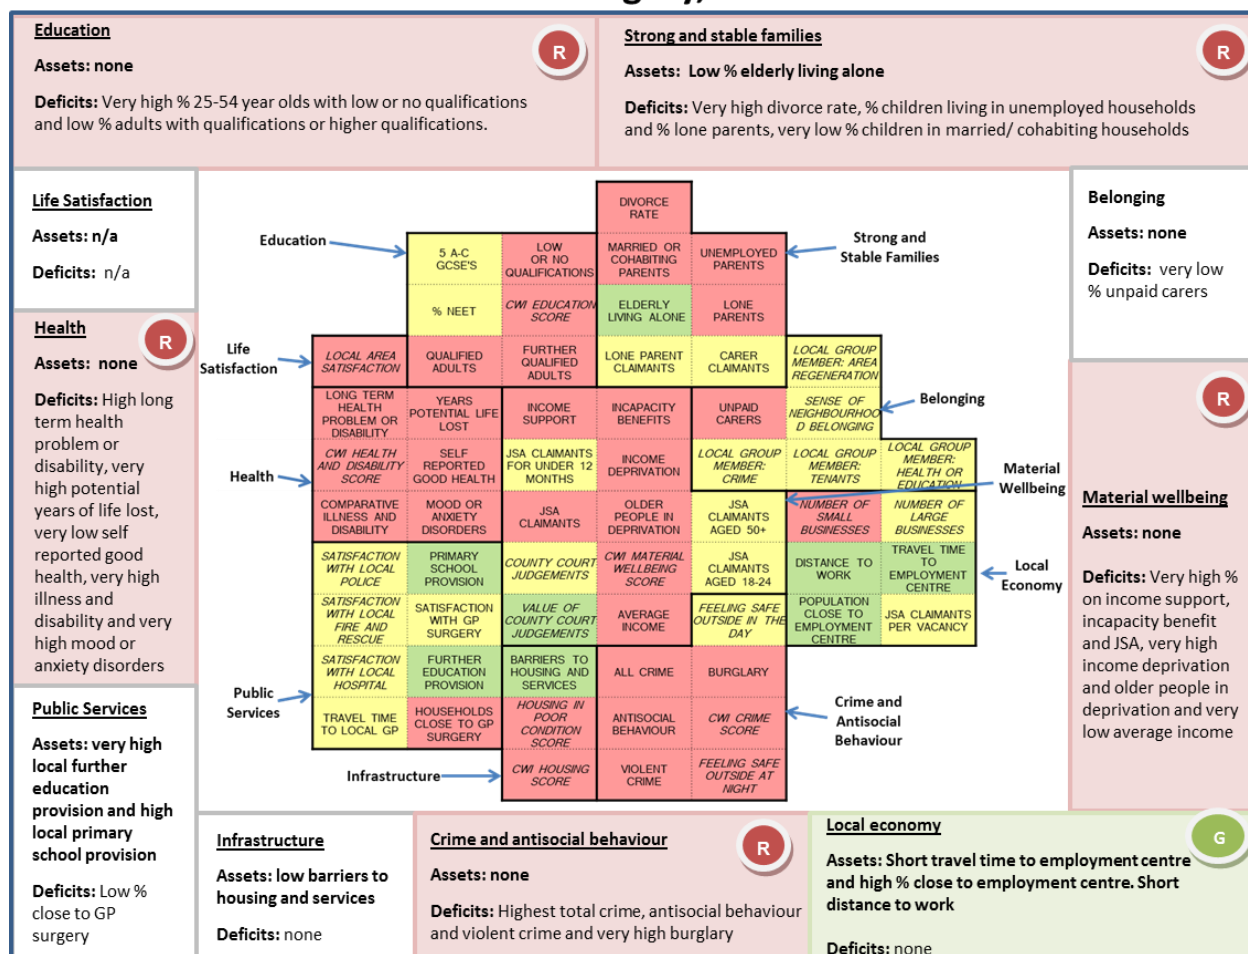 Education
Assets: none
Deficits: Very high % 25-54 year olds with low or no qualifications
and low % adults with qualifications or higher qualifications.
R
Strong and stable families
Assets: Low % elderly living alone
Deficits: Very high divorce rate, % children living in unemployed households
and % lone parents, very low % children in married/ cohabiting households
R
Life Satisfaction
Assets: n/a
Deficits: n/a
Health
R
Assets: none
Deficits: High long
term health
problem or
disability, very
high potential
years of life lost,
very low self
reported good
health, very high
illness and
disability and very
high mood or
anxiety disorders
Public Services
Assets: very high
local further
education
provision and high
local primary
school provision
Deficits: Low %
close to GP
surgery
Education
Life
Satisfaction
Health
Public
Services
Infrastructure
DIVORCE
RATE
5 A-C
GCSE'S
LOW
OR NO
QUALIFICATIONS
MARRIED OR
COHABITING
PARENTS
UNEMPLOYED
PARENTS
% NEET
CWI EDUCATION
SCORE
ELDERLY
LIVING ALONE
LONE
PARENTS
LOCAL AREA
SATISFACTION
QUALIFIED
ADULTS
FURTHER
QUALIFIED
ADULTS
LONE PARENT
CLAIMANTS
CARER
CLAIMANTS
LOCAL GROUP
MEMBER: AREA
REGENERATION
LONG TERM
HEALTH
PROBLEM OR
DISABILITY
YEARS
POTENTIAL LIFE
LOST
INCOME
SUPPORT
INCAPACITY
BENEFITS
UNPAID
CARERS
SENSE OF
NEIGHBOURHOO
D BELONGING
CWI HEALTH
AND DISABILITY
SCORE
SELF
REPORTED
GOOD HEALTH
JSA CLAIMANTS
FOR UNDER 12
MONTHS
INCOME
DEPRIVATION
LOCAL GROUP
MEMBER:
CRIME
LOCAL GROUP
MEMBER:
TENANTS
LOCAL GROUP
MEMBER:
HEALTH OR
EDUCATION
COMPARATIVE
ILLNESS AND
DISABILITY
MOOD OR
ANXIETY
DISORDERS
JSA
CLAIMANTS
OLDER
PEOPLE IN
DEPRIVATION
JSA
CLAIMANTS
AGED 50+
NUMBER OF
SMALL
BUSINESSES
NUMBER OF
LARGE
BUSINESSES
SATISFACTION
WITH LOCAL
POLICE
PRIMARY
SCHOOL
PROVISION
COUNTY COURT
JUDGEMENTS
CWI MATERIAL
WELLBEING
SCORE
JSA
CLAIMANTS
AGED 18-24
DISTANCE TO
WORK
TRAVEL TIME
TO
EMPLOYMENT
CENTRE
SATISFACTION
WITH LOCAL
FIRE AND
RESCUE
SATISFACTION
WITH GP
SURGERY
VALUE OF
COUNTY COURT
JUDGEMENTS
AVERAGE
INCOME
FEELING SAFE
OUTSIDE IN THE
DAY
POPULATION
CLOSE TO
EMPLOYMENT
CENTRE
JSA CLAIMANTS
PER VACANCY
SATISFACTION
WITH LOCAL
HOSPITAL
FURTHER
EDUCATION
PROVISION
BARRIERS TO
HOUSING AND
SERVICES
ALL CRIME
BURGLARY
TRAVEL TIME
TO LOCAL GP
HOUSEHOLDS
CLOSE TO GP
SURGERY
HOUSING IN
POOR
CONDITION
SCORE
ANTISOCIAL
BEHAVIOUR
CWI CRIME
SCORE
CWI HOUSING
SCORE
VIOLENT
CRIME
FEELING SAFE
OUTSIDE AT
NIGHT
Strong and
Stable Families
Belonging
Material
Wellbeing
Local
Economy
Crime and
Antisocial
Behaviour
Belonging
Assets: none
Deficits: very low
% unpaid carers
R
Material wellbeing
Assets: none
Deficits: Very high %
on income support,
incapacity benefit
and JSA, very high
income deprivation
and older people in
deprivation and very
low average income
Infrastructure
Assets: low barriers to
housing and services
Deficits: none
Crime and antisocial behaviour
R
Assets: none
Deficits: Highest total crime, antisocial behaviour
and violent crime and very high burglary
Local economy
G
Assets: Short travel time to employment centre
and high % close to employment centre. Short
distance to work
Deficits: none